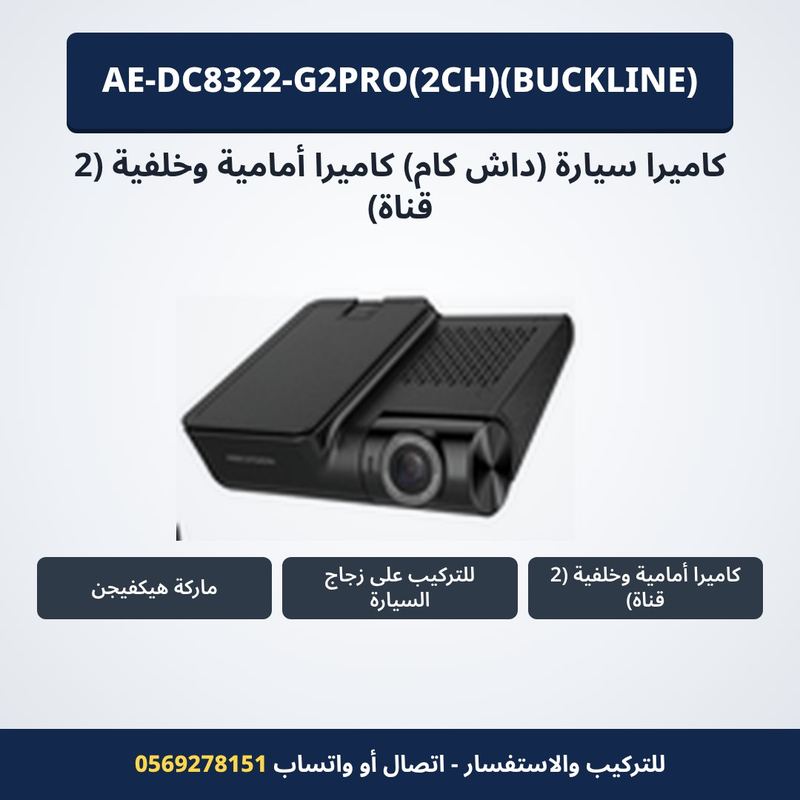 AE-DC8322-G2PRO(2CH)(BUCKLINE)
كاميرا سيارة (داش كام) كاميرا أمامية وخلفية (2
قناة)
كاميرا أمامية وخلفية (2
قناة)
للتركيب على زجاج
السيارة
ماركة هيكفيجن
للتركيب والاستفسار - اتصال أو واتساب 0569278151